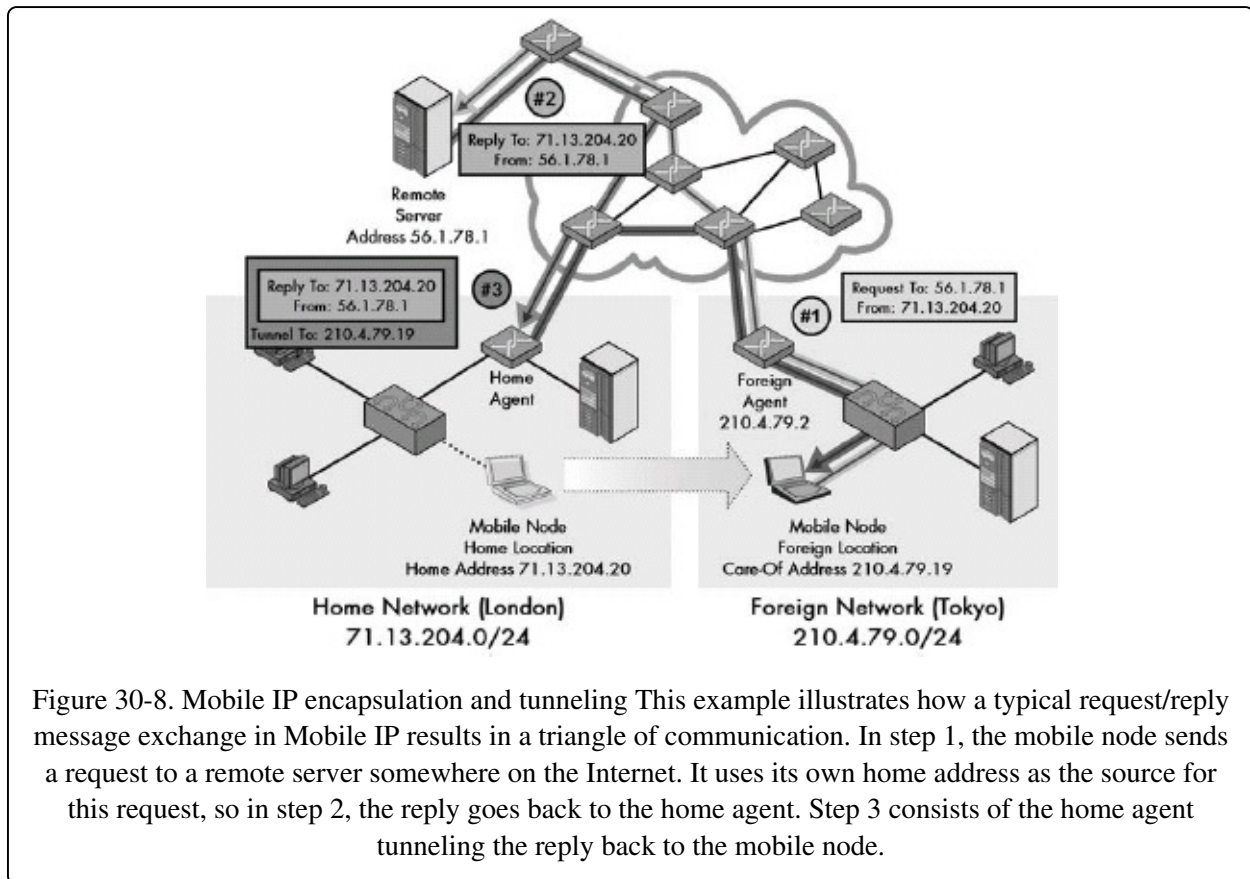 #2
Reply To: 71.13.204.20
From: 56.1.78.1
Remote
Server
Address 56.1.78.1
Reply To: 71.13.204.20
From: 56.1.78.1
Tunnel To: 210.4.79.19
#3
Request To: 56.1.78.1
From: 71.13.204.20
#1
Home
Agent
Foreign
Agent
210.4.79.2
Mobile Node
Home Location
Home Address 71.13.204.20
Mobile Node
Foreign Location
Care-Of Address 210.4.79.19
Home Network (London)
71.13.204.0/24
Foreign Network (Tokyo)
210.4.79.0/24
Figure 30-8. Mobile IP encapsulation and tunneling This example illustrates how a typical request/reply
message exchange in Mobile IP results in a triangle of communication. In step 1, the mobile node sends
a request to a remote server somewhere on the Internet. It uses its own home address as the source for
this request, so in step 2, the reply goes back to the home agent. Step 3 consists of the home agent
tunneling the reply back to the mobile node.